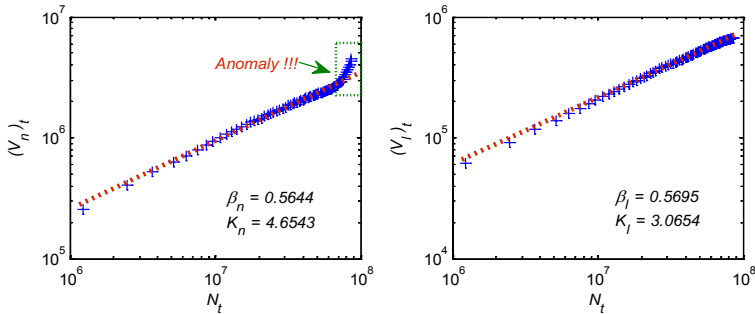 10^7
10^6
10^5
(V_n)_t
Anomaly !!!
β_n = 0.5644
K_n = 4.6543
10^6
10^7
10^8
N_t
10^6
10^5
10^4
(V_l)_t
β_l = 0.5695
K_l = 3.0654
10^6
10^7
10^8
N_t